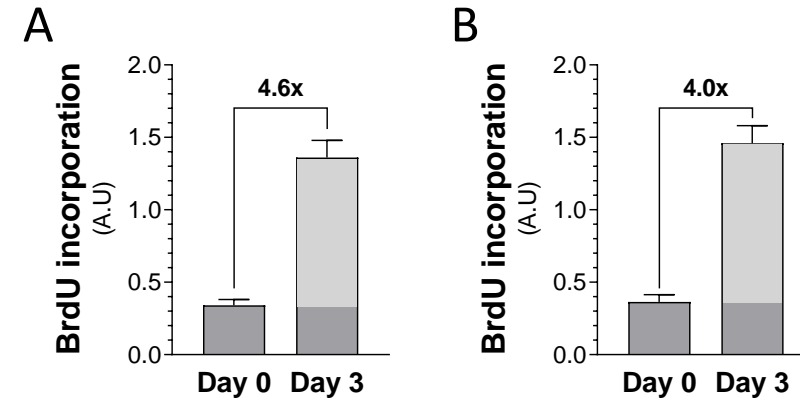 A
BrdU incorporation
(A.U)
2.0
1.5
1.0
0.5
0.0
4.6x
Day 0 Day 3
B
BrdU incorporation
(A.U)
2.0
1.5
1.0
0.5
0.0
4.0x
Day 0 Day 3